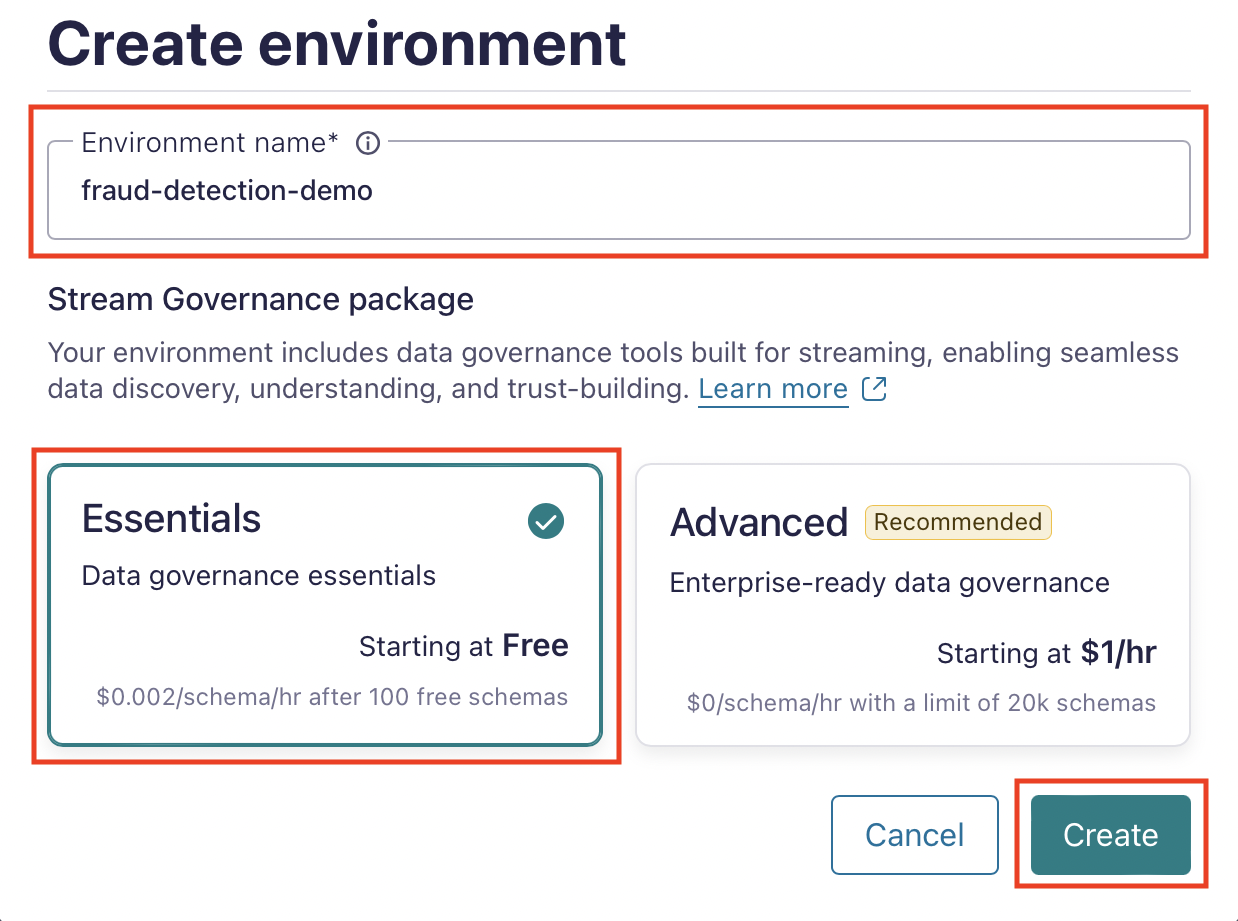 Create environment
Environment name*
fraud-detection-demo
Stream Governance package
Your environment includes data governance tools built for streaming, enabling seamless
data discovery, understanding, and trust-building. Learn more
Essentials
Data governance essentials
Starting at Free
$0.002/schema/hr after 100 free schemas
Advanced Recommended
Enterprise-ready data governance
Starting at $1/hr
$0/schema/hr with a limit of 20k schemas
Cancel
Create